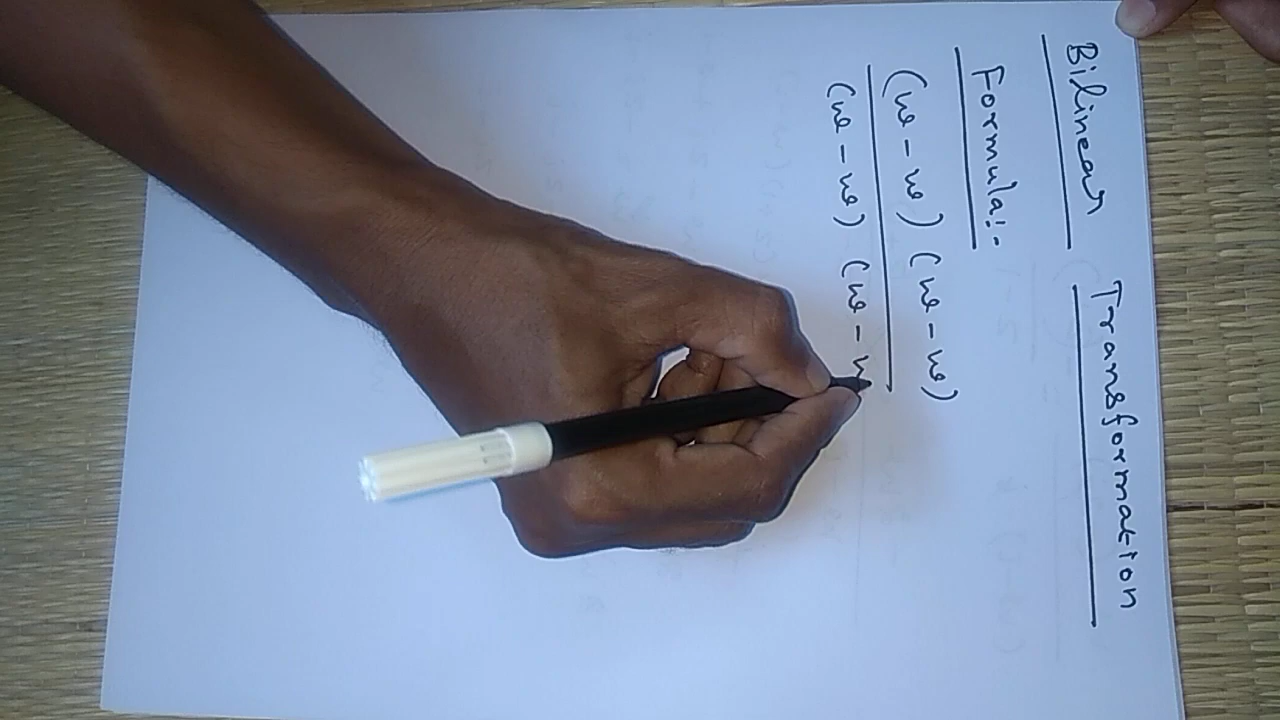 Bilinear Transformation
Formula:-
(w - w) (w - w)
(w - w) (w - w